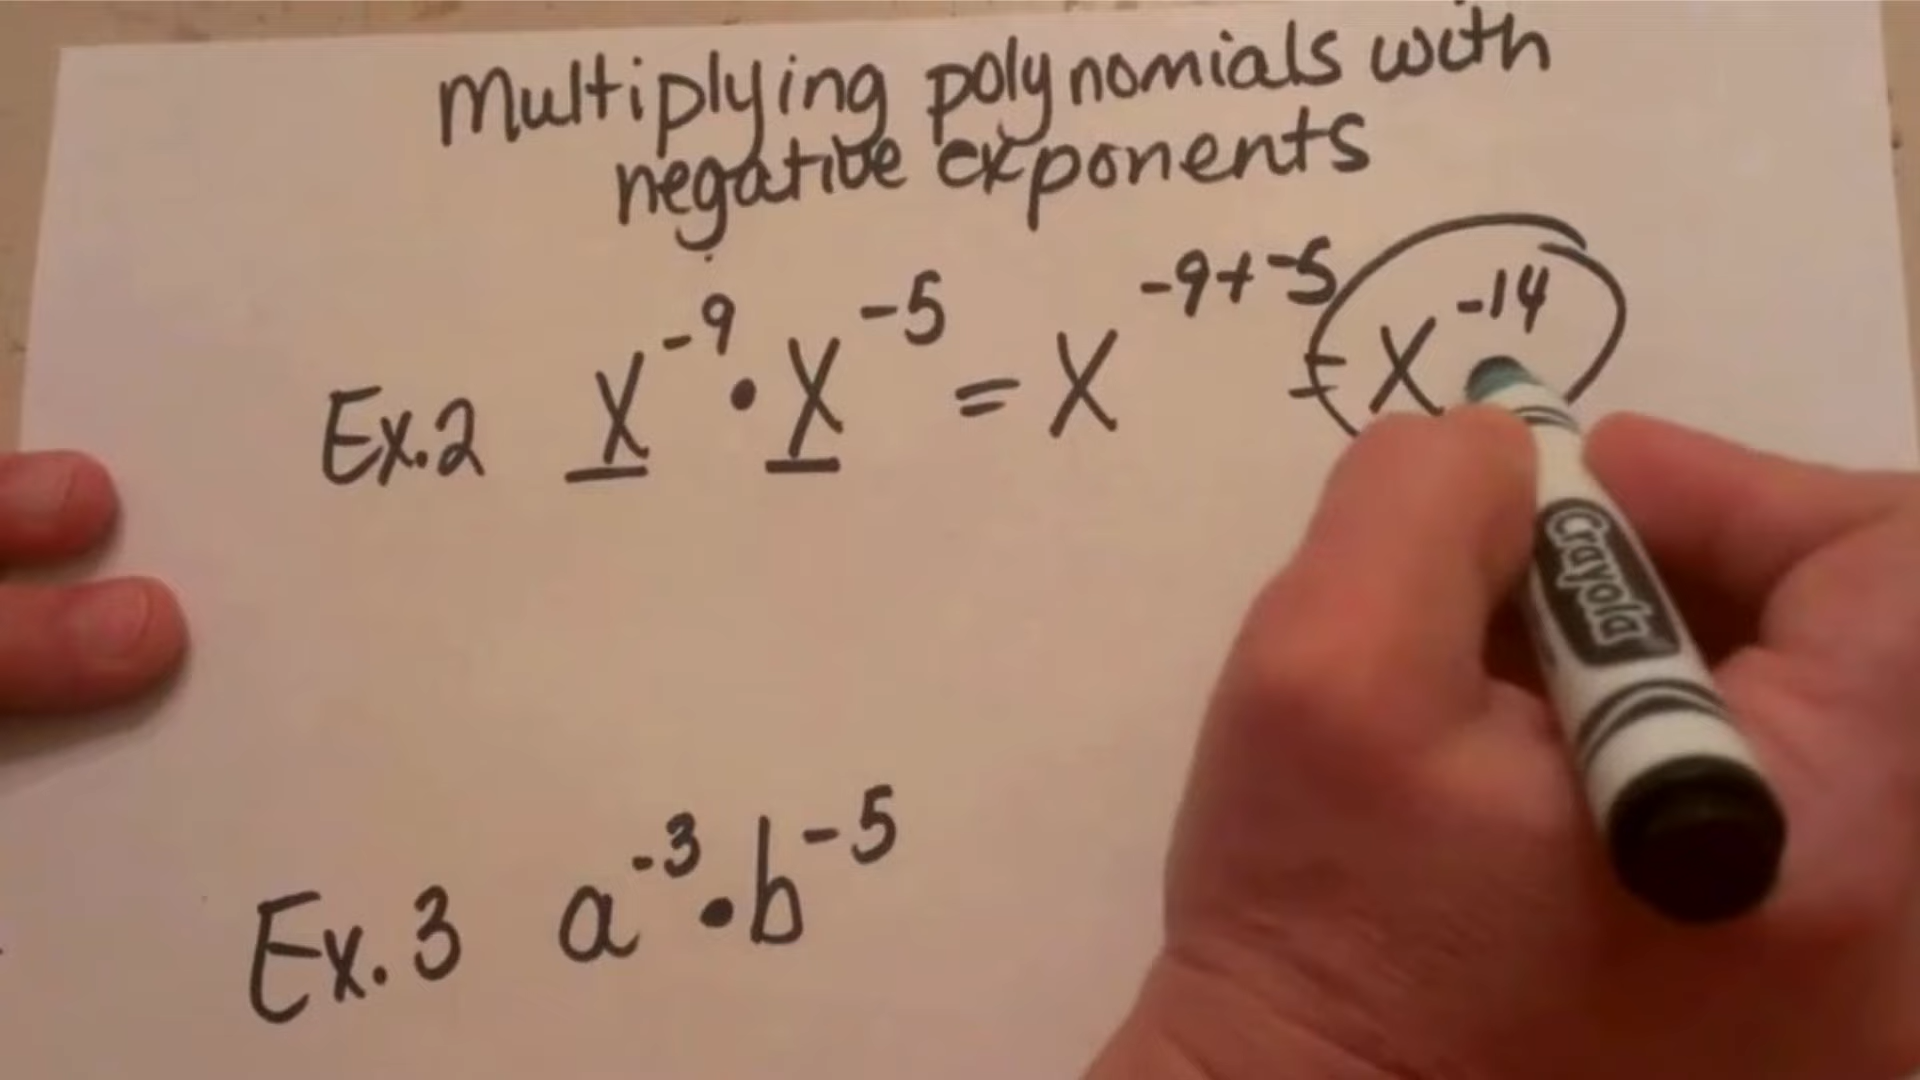 Multiplying polynomials with
negative exponents
Ex.2 x⁻⁹ • x⁻⁵ = x⁻⁹⁺⁻⁵ = x⁻¹⁴
Crayola
Ex. 3 a⁻³ • b⁻⁵